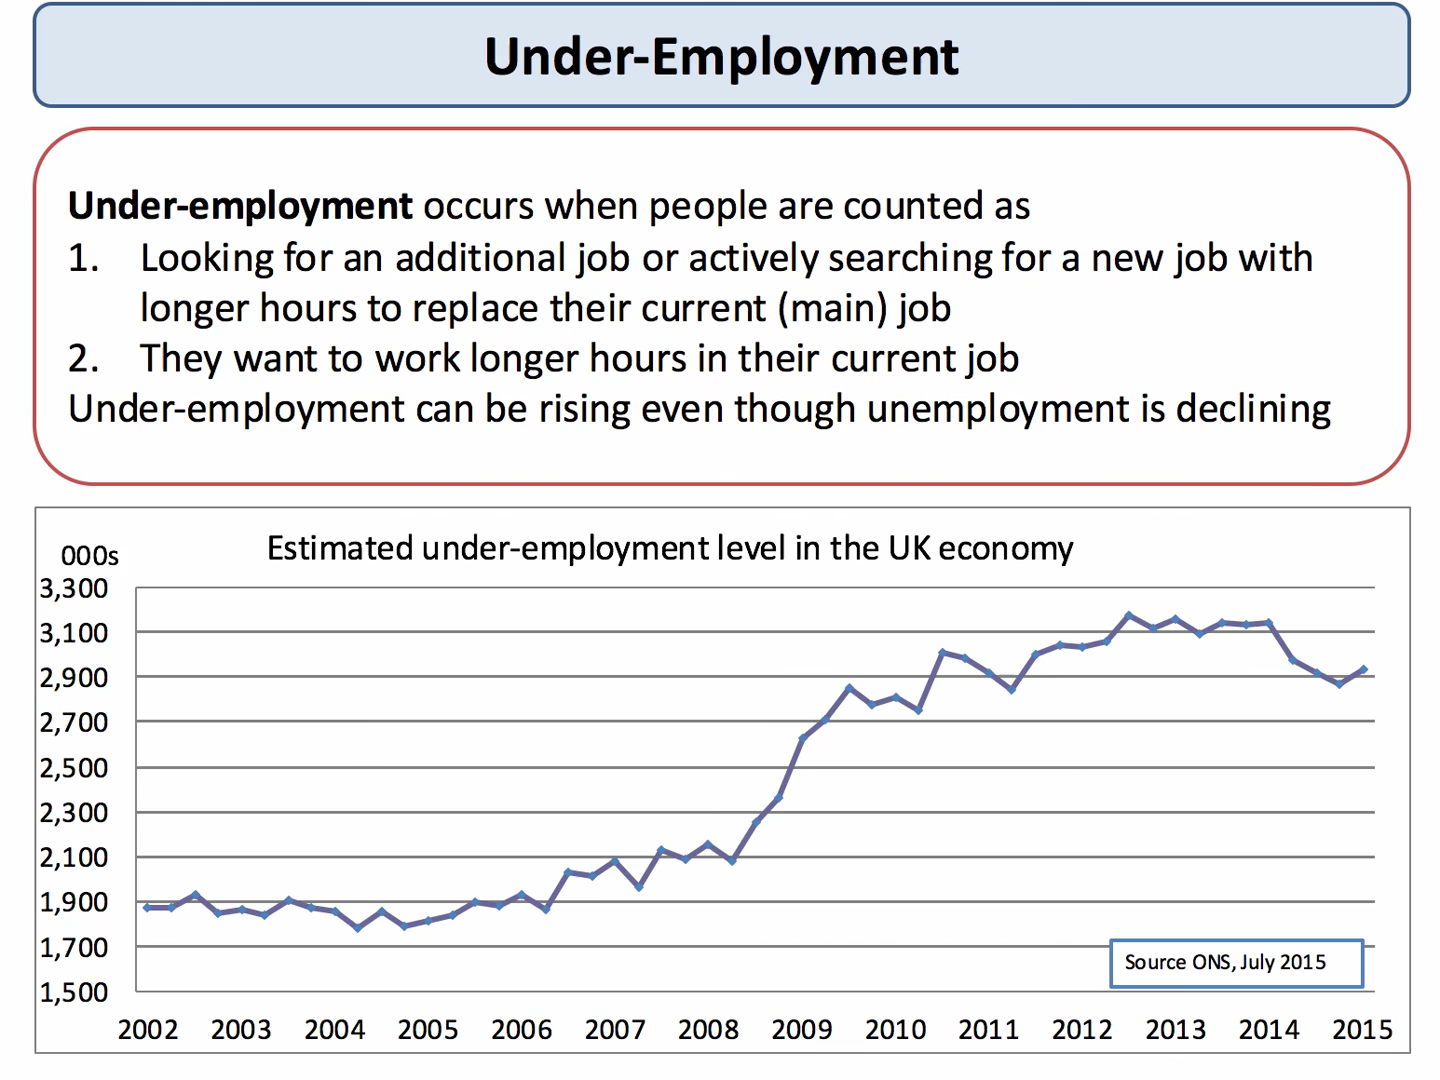 Under-Employment
Under-employment occurs when people are counted as
1. Looking for an additional job or actively searching for a new job with
longer hours to replace their current (main) job
2. They want to work longer hours in their current job
Under-employment can be rising even though unemployment is declining
Estimated under-employment level in the UK economy
000s
3,300
3,100
2,900
2,700
2,500
2,300
2,100
1,900
1,700
1,500
Source ONS, July 2015
2002 2003 2004 2005 2006 2007 2008 2009 2010 2011 2012 2013 2014 2015